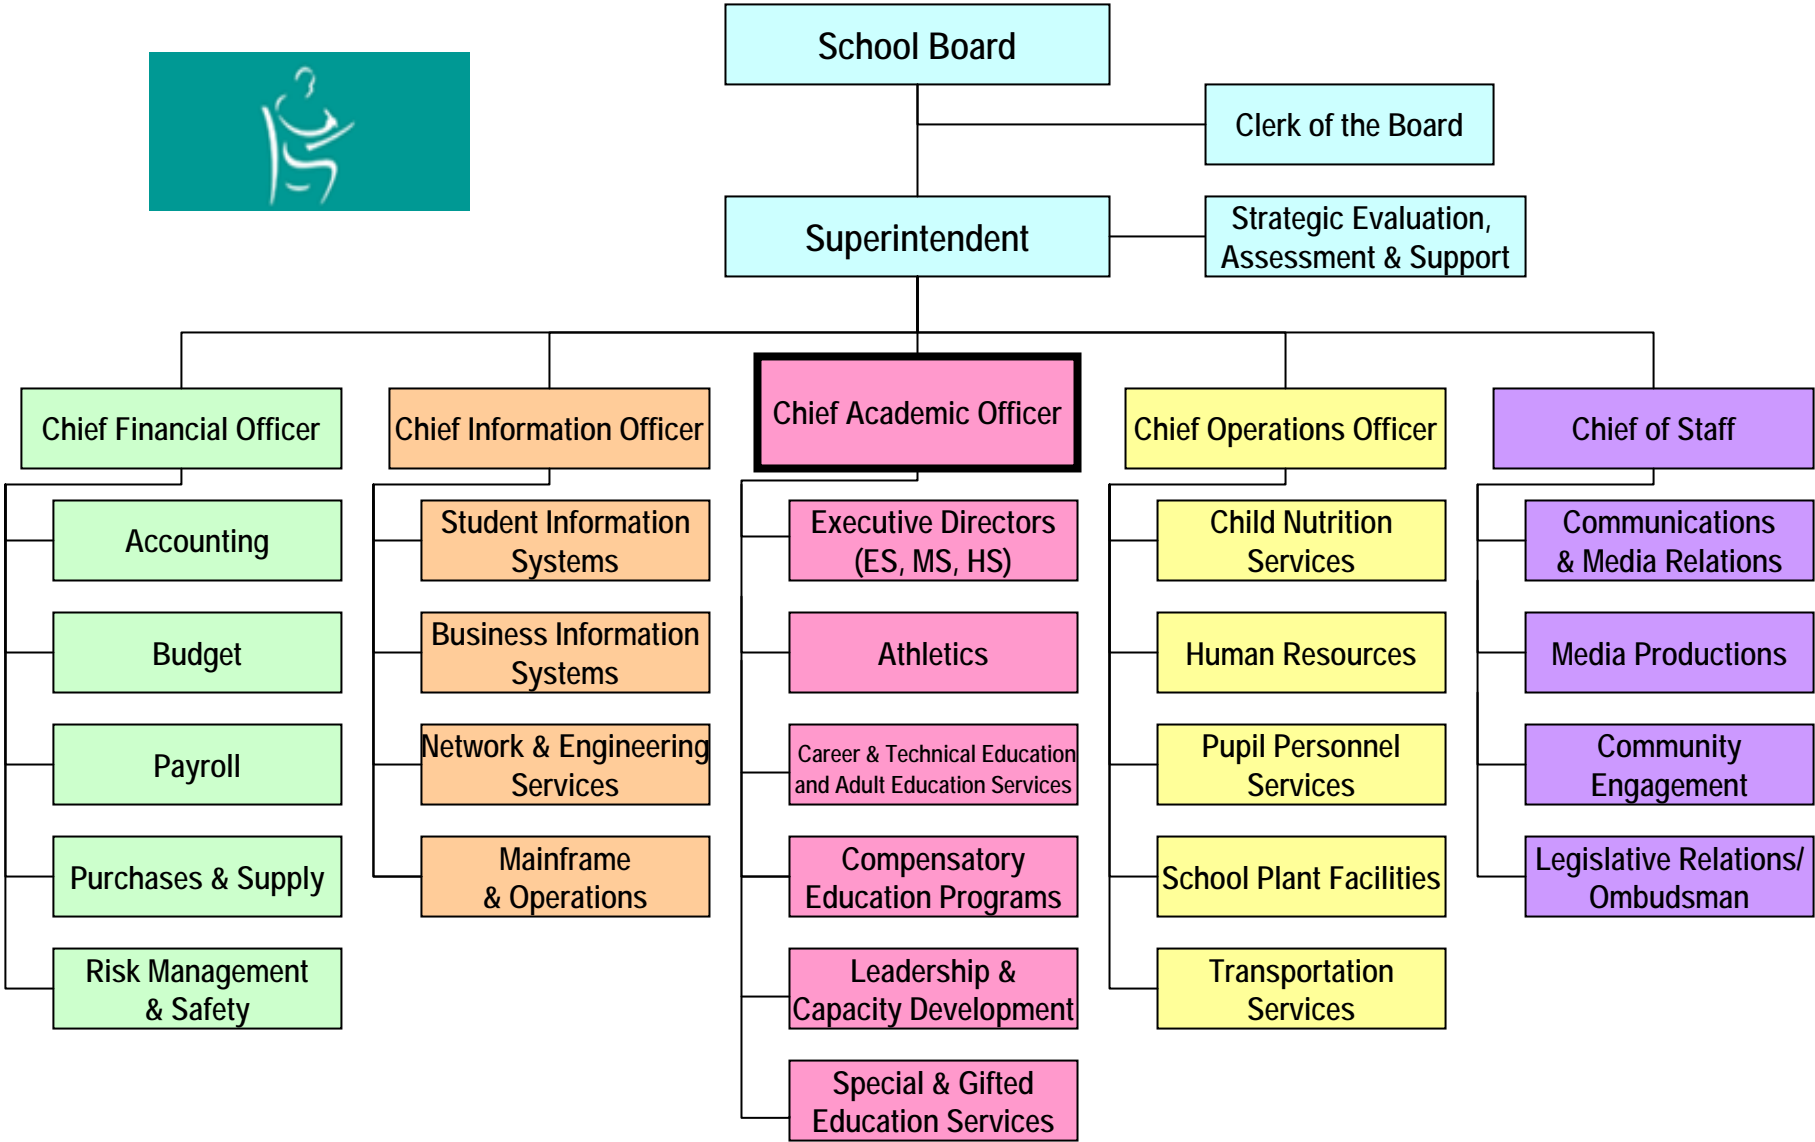 School Board
Clerk of the Board
Superintendent
Strategic Evaluation,
Assessment & Support
Chief Financial Officer
Accounting
Budget
Payroll
Purchases & Supply
Risk Management
& Safety
Chief Information Officer
Student Information
Systems
Business Information
Systems
Network & Engineering
Services
Mainframe
& Operations
Chief Academic Officer
Executive Directors
(ES, MS, HS)
Athletics
Career & Technical Education
and Adult Education Services
Compensatory
Education Programs
Leadership &
Capacity Development
Special & Gifted
Education Services
Chief Operations Officer
Child Nutrition
Services
Human Resources
Pupil Personnel
Services
School Plant Facilities
Transportation
Services
Chief of Staff
Communications
& Media Relations
Media Productions
Community
Engagement
Legislative Relations/
Ombudsman